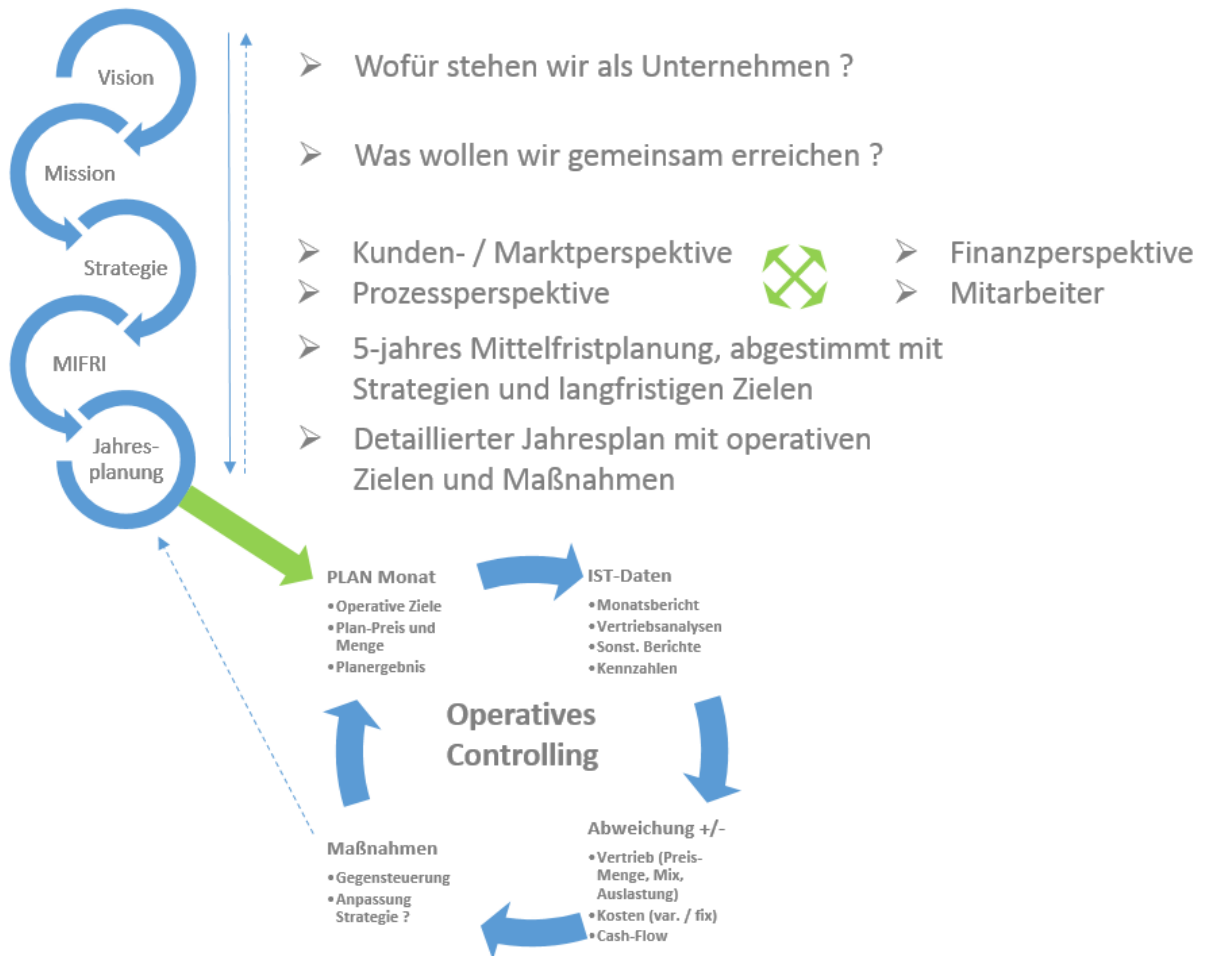 Vision
Wofür stehen wir als Unternehmen ?
Mission
Was wollen wir gemeinsam erreichen ?
Strategie
Kunden- / Marktperspektive
Prozessperspektive
Finanzperspektive
Mitarbeiter
MIFRI
5-jahres Mittelfristplanung, abgestimmt mit
Strategien und langfristigen Zielen
Jahres-
planung
Detaillierter Jahresplan mit operativen
Zielen und Maßnahmen
PLAN Monat
•Operative Ziele
•Plan-Preis und
Menge
•Planergebnis
IST-Daten
•Monatsbericht
•Vertriebsanalysen
•Sonst. Berichte
•Kennzahlen
Operatives
Controlling
Abweichung +/-
•Vertrieb (Preis-
Menge, Mix,
Auslastung)
•Kosten (var. / fix)
•Cash-Flow
Maßnahmen
•Gegensteuerung
•Anpassung
Strategie ?